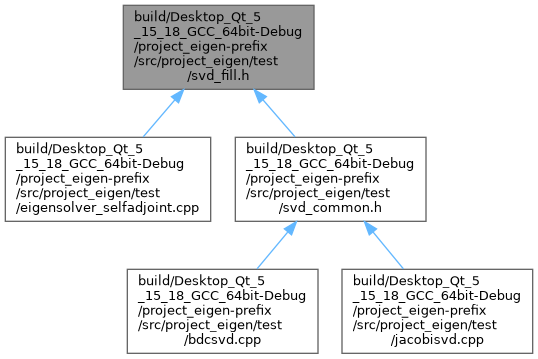 build/Desktop_Qt_5
_15_18_GCC_64bit-Debug
/project_eigen-prefix
/src/project_eigen/test
/svd_fill.h
build/Desktop_Qt_5
_15_18_GCC_64bit-Debug
/project_eigen-prefix
/src/project_eigen/test
/eigensolver_selfadjoint.cpp
build/Desktop_Qt_5
_15_18_GCC_64bit-Debug
/project_eigen-prefix
/src/project_eigen/test
/svd_common.h
build/Desktop_Qt_5
_15_18_GCC_64bit-Debug
/project_eigen-prefix
/src/project_eigen/test
/bdcsvd.cpp
build/Desktop_Qt_5
_15_18_GCC_64bit-Debug
/project_eigen-prefix
/src/project_eigen/test
/jacobisvd.cpp